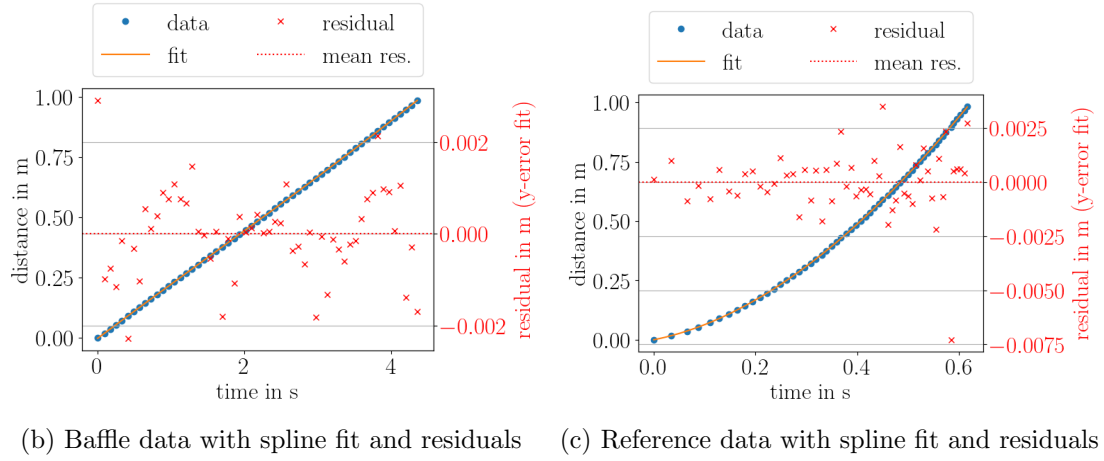 data
residual
fit
mean res.
1.00
0.75
0.50
0.25
0.00
distance in m
0
2
4
time in s
0.002
0.000
−0.002
residual in m (y-error fit)
(b) Baffle data with spline fit and residuals
data
residual
fit
mean res.
1.00
0.75
0.50
0.25
0.00
distance in m
0.0
0.2
0.4
0.6
time in s
0.0025
0.0000
−0.0025
−0.0050
−0.0075
residual in m (y-error fit)
(c) Reference data with spline fit and residuals